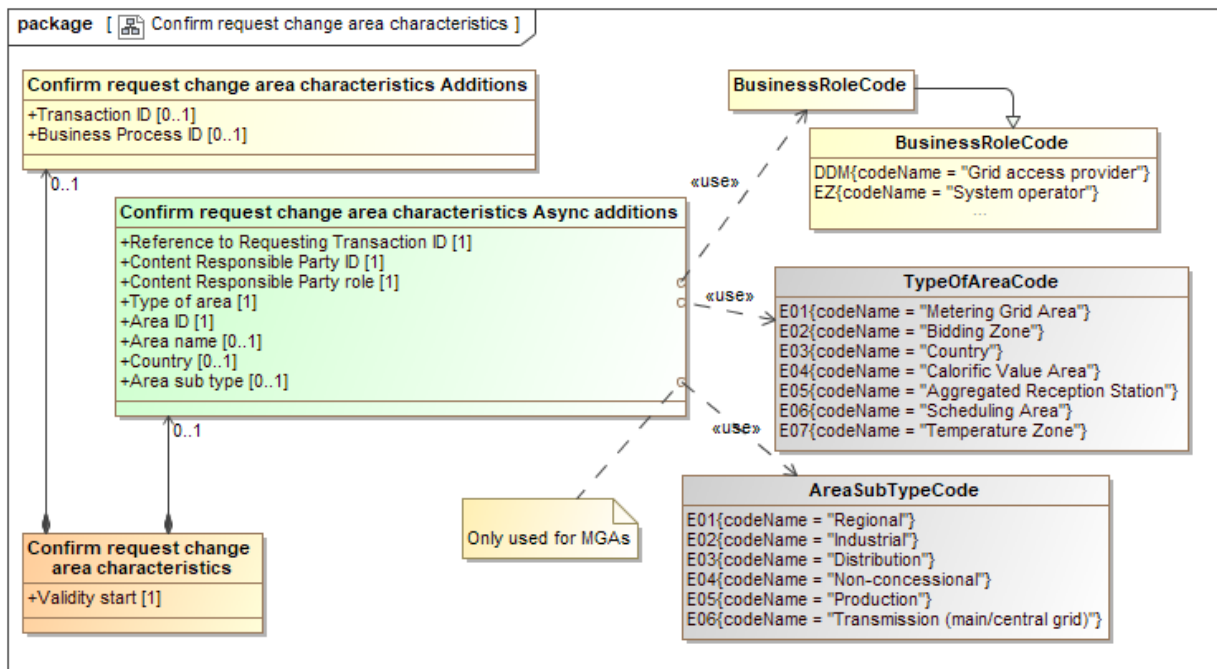 package [ Confirm request change area characteristics ]
Confirm request change area characteristics Additions
+Transaction ID [0..1]
+Business Process ID [0..1]
0..1
Confirm request change area characteristics Async additions
+Reference to Requesting Transaction ID [1]
+Content Responsible Party ID [1]
+Content Responsible Party role [1]
+Type of area [1]
+Area ID [1]
+Area name [0..1]
+Country [0..1]
+Area sub type [0..1]
0..1
Confirm request change
area characteristics
+Validity start [1]
Only used for MGAs
«use»
«use»
«use»
BusinessRoleCode
BusinessRoleCode
DDM{codeName = "Grid access provider"}
EZ{codeName = "System operator"}
...
TypeOfAreaCode
E01{codeName = "Metering Grid Area"}
E02{codeName = "Bidding Zone"}
E03{codeName = "Country"}
E04{codeName = "Calorific Value Area"}
E05{codeName = "Aggregated Reception Station"}
E06{codeName = "Scheduling Area"}
E07{codeName = "Temperature Zone"}
AreaSubTypeCode
E01{codeName = "Regional"}
E02{codeName = "Industrial"}
E03{codeName = "Distribution"}
E04{codeName = "Non-concessional"}
E05{codeName = "Production"}
E06{codeName = "Transmission (main/central grid)"}